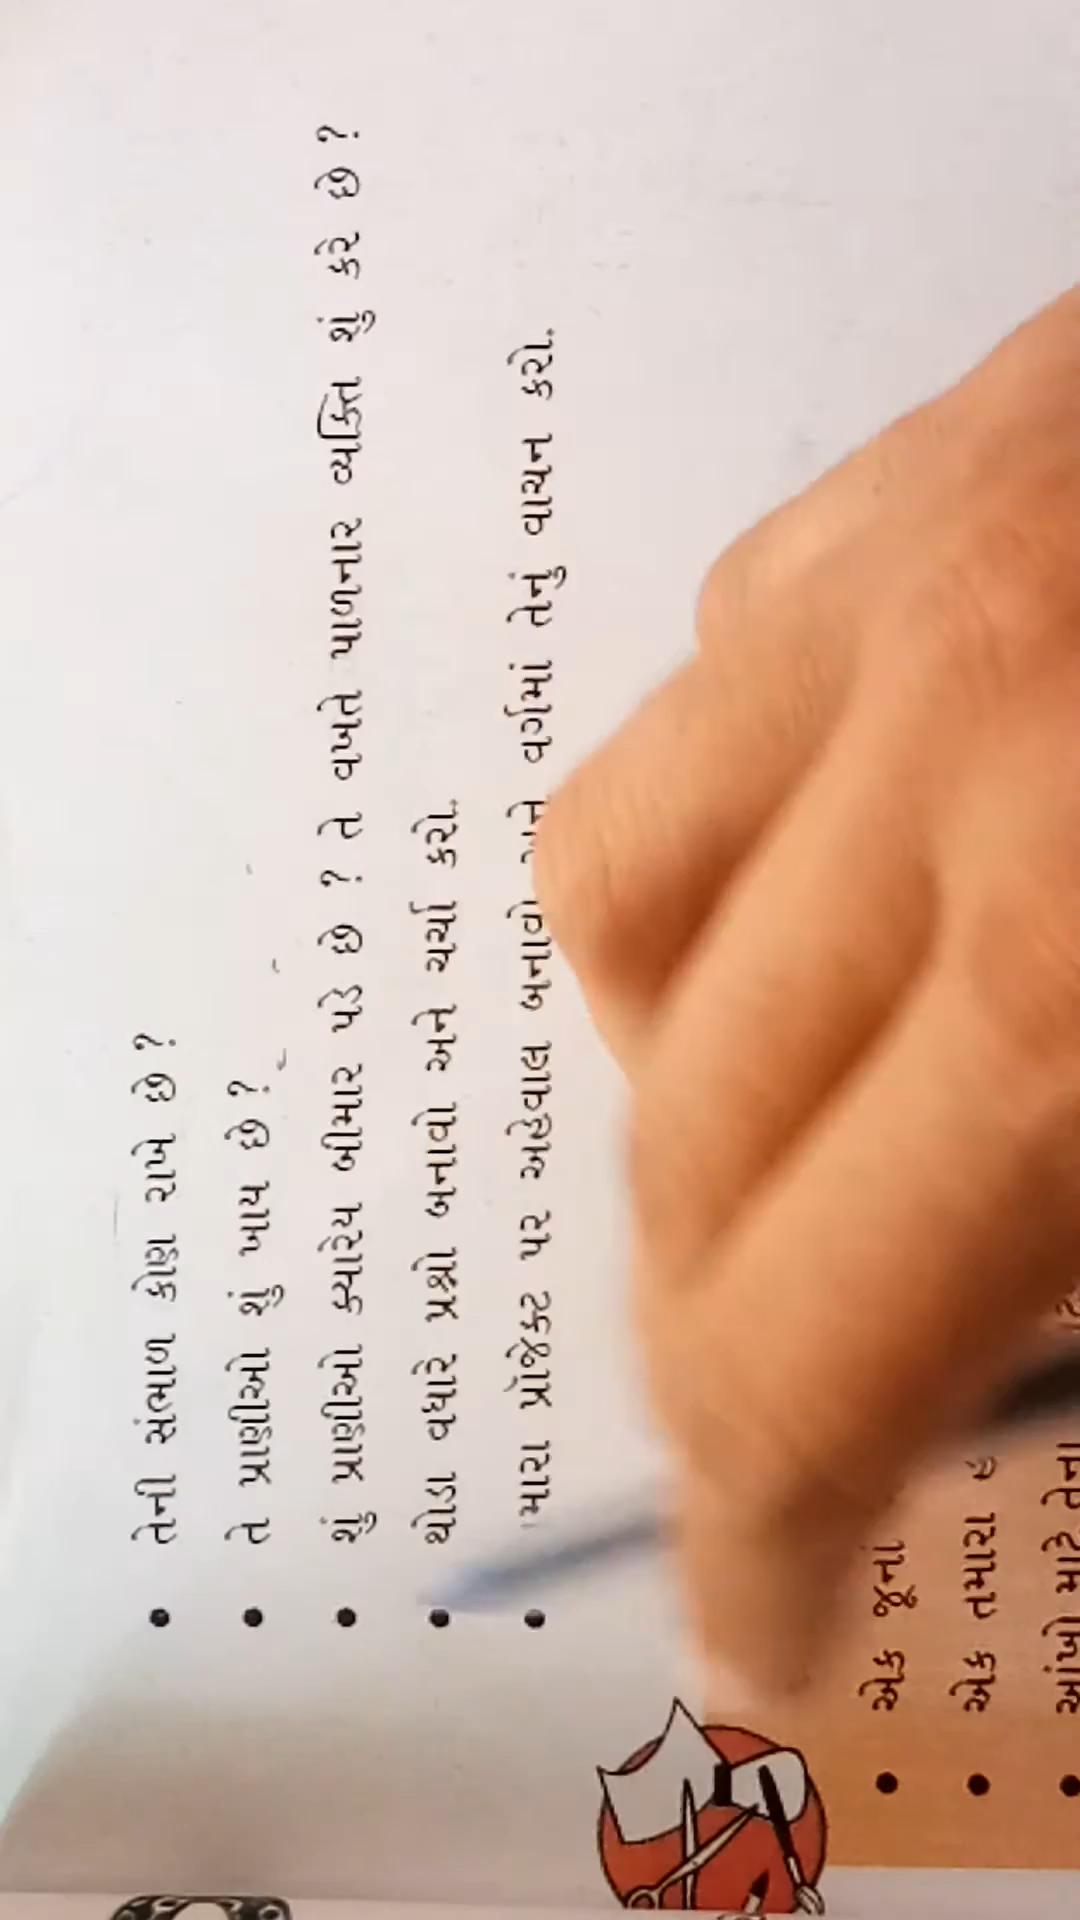 તેની સંભાળ કોણ રાખે છે ?
તે પ્રાણીઓ શું ખાય છે ?
શું પ્રાણીઓ ક્યારેય બીમાર પડે છે ? તે વખતે પાળનાર વ્યક્તિ શું કરે છે ?
થોડા વધારે પ્રશ્નો બનાવો અને ચર્ચા કરો.
મારા પ્રોજેક્ટ પર અહેવાલ બનાવો વર્ગમાં તેનું વાચન કરો.
એક જૂનાં
એક તમારા
આંખો માટે તેના